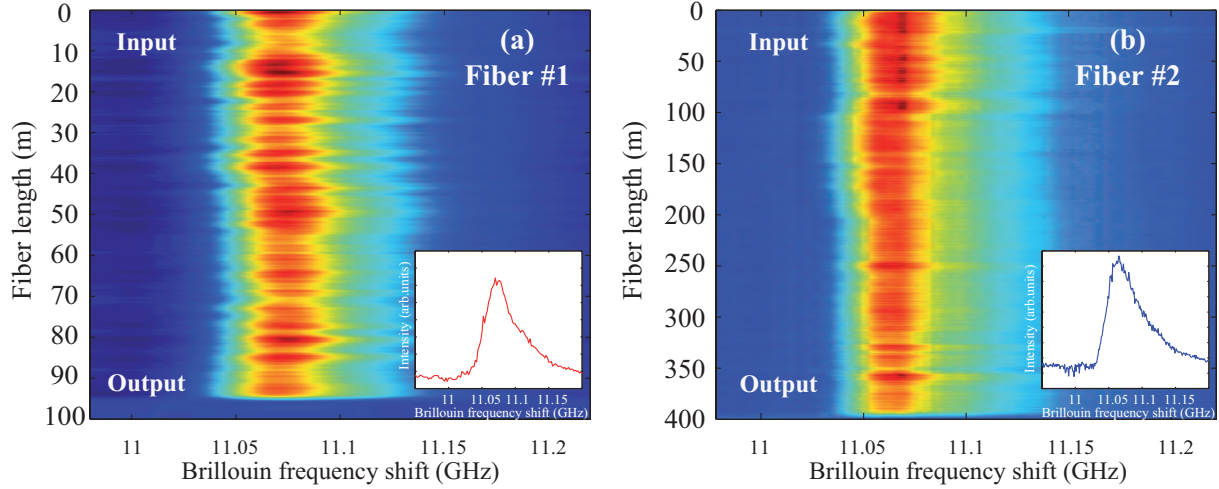 (a)
Fiber #1
Input
Output
Fiber length (m)
0
10
20
30
40
50
60
70
80
90
100
11
11.05
11.1
11.15
11.2
Brillouin frequency shift (GHz)
Intensity (arb.units)
11
11.05
11.1
11.15
Brillouin frequency shift (GHz)
(b)
Fiber #2
Input
Output
Fiber length (m)
0
50
100
150
200
250
300
350
400
11
11.05
11.1
11.15
11.2
Brillouin frequency shift (GHz)
Intensity (arb.units)
11
11.05
11.1
11.15
Brillouin frequency shift (GHz)